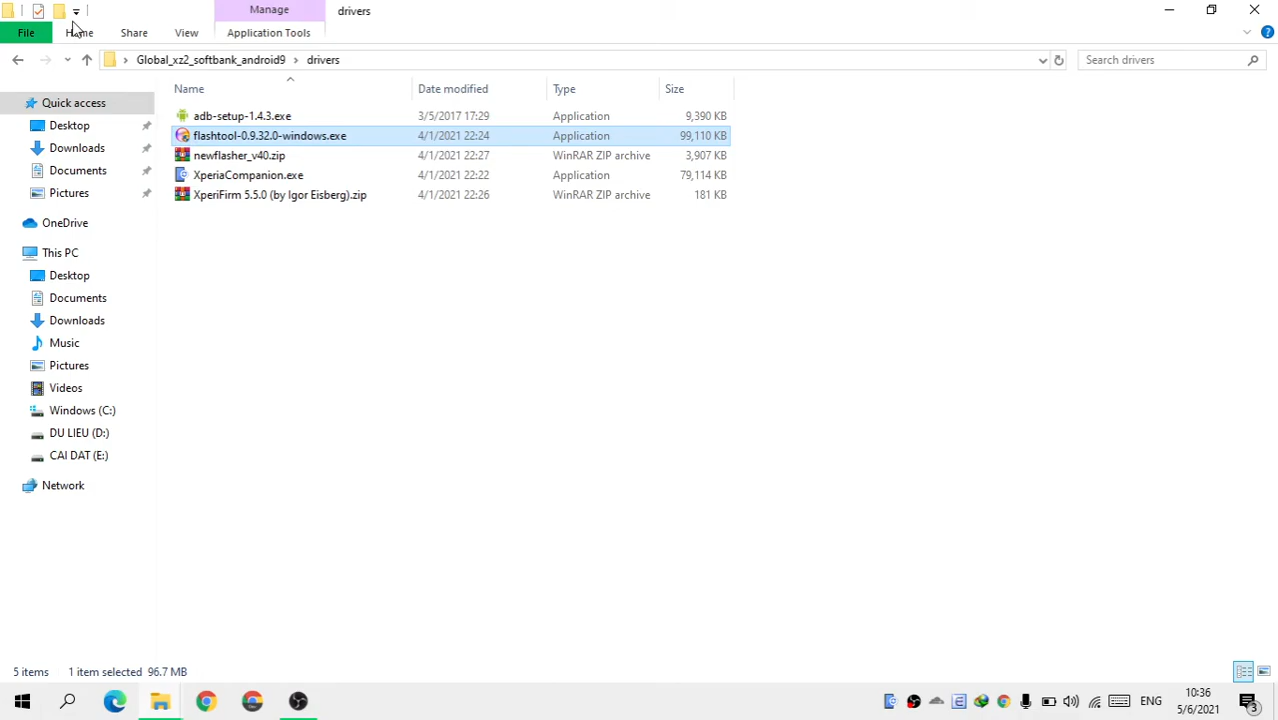 Manage
drivers
File
Home
Share
View
Application Tools
Global_xz2_softbank_android9
drivers
Search drivers
Name
Date modified
Type
Size
adb-setup-1.4.3.exe
3/5/2017 17:29
Application
9,390 KB
flashtool-0.9.32.0-windows.exe
4/1/2021 22:24
Application
99,110 KB
newflasher_v40.zip
4/1/2021 22:27
WinRAR ZIP archive
3,907 KB
XperiaCompanion.exe
4/1/2021 22:22
Application
79,114 KB
XperiFirm 5.5.0 (by Igor Eisberg).zip
4/1/2021 22:26
WinRAR ZIP archive
181 KB
Quick access
Desktop
Downloads
Documents
Pictures
OneDrive
This PC
Desktop
Documents
Downloads
Music
Pictures
Videos
Windows (C:)
DU LIEU (D:)
CAI DAT (E:)
Network
5 items
1 item selected
96.7 MB
ENG
10:36
5/6/2021
3